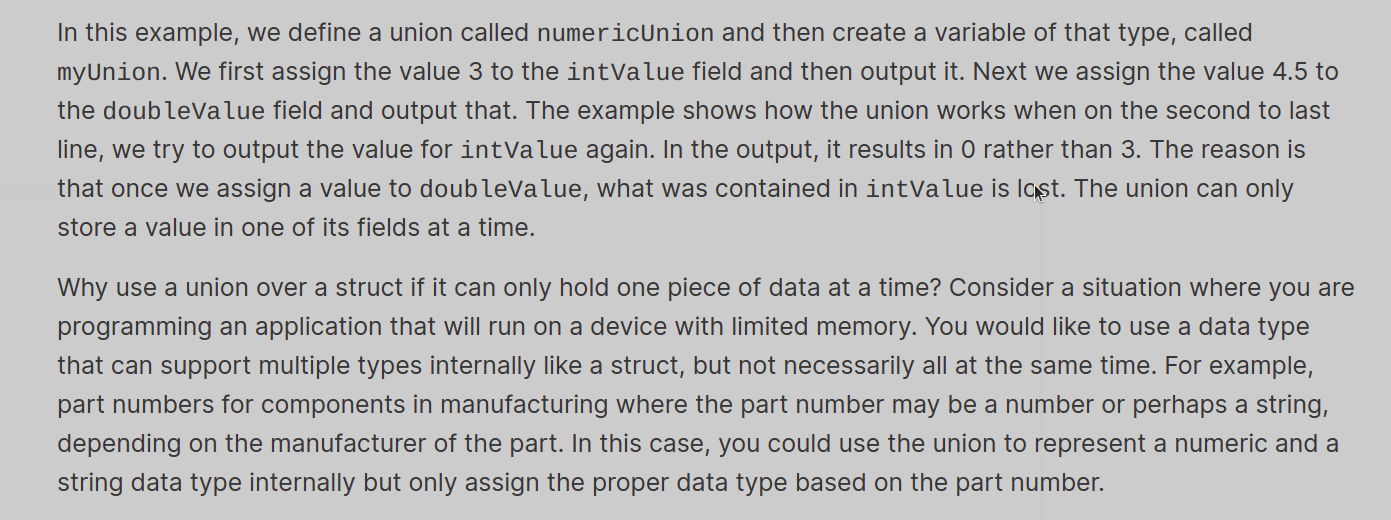 In this example, we define a union called numericUnion and then create a variable of that type, called
myUnion. We first assign the value 3 to the intValue field and then output it. Next we assign the value 4.5 to
the doubleValue field and output that. The example shows how the union works when on the second to last
line, we try to output the value for intValue again. In the output, it results in 0 rather than 3. The reason is
that once we assign a value to doubleValue, what was contained in intValue is lost. The union can only
store a value in one of its fields at a time.
Why use a union over a struct if it can only hold one piece of data at a time? Consider a situation where you are
programming an application that will run on a device with limited memory. You would like to use a data type
that can support multiple types internally like a struct, but not necessarily all at the same time. For example,
part numbers for components in manufacturing where the part number may be a number or perhaps a string,
depending on the manufacturer of the part. In this case, you could use the union to represent a numeric and a
string data type internally but only assign the proper data type based on the part number.